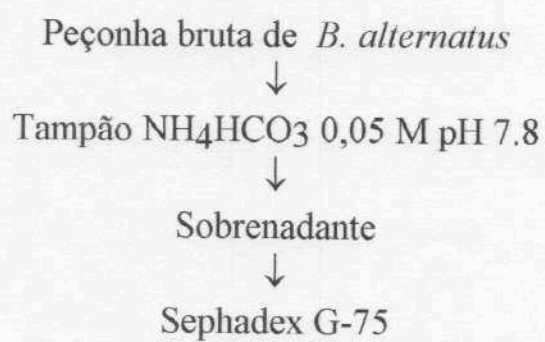 Peçonha bruta de B. alternatus
↓
Tampão NH4HCO3 0,05 M pH 7.8
↓
Sobrenadante
↓
Sephadex G-75